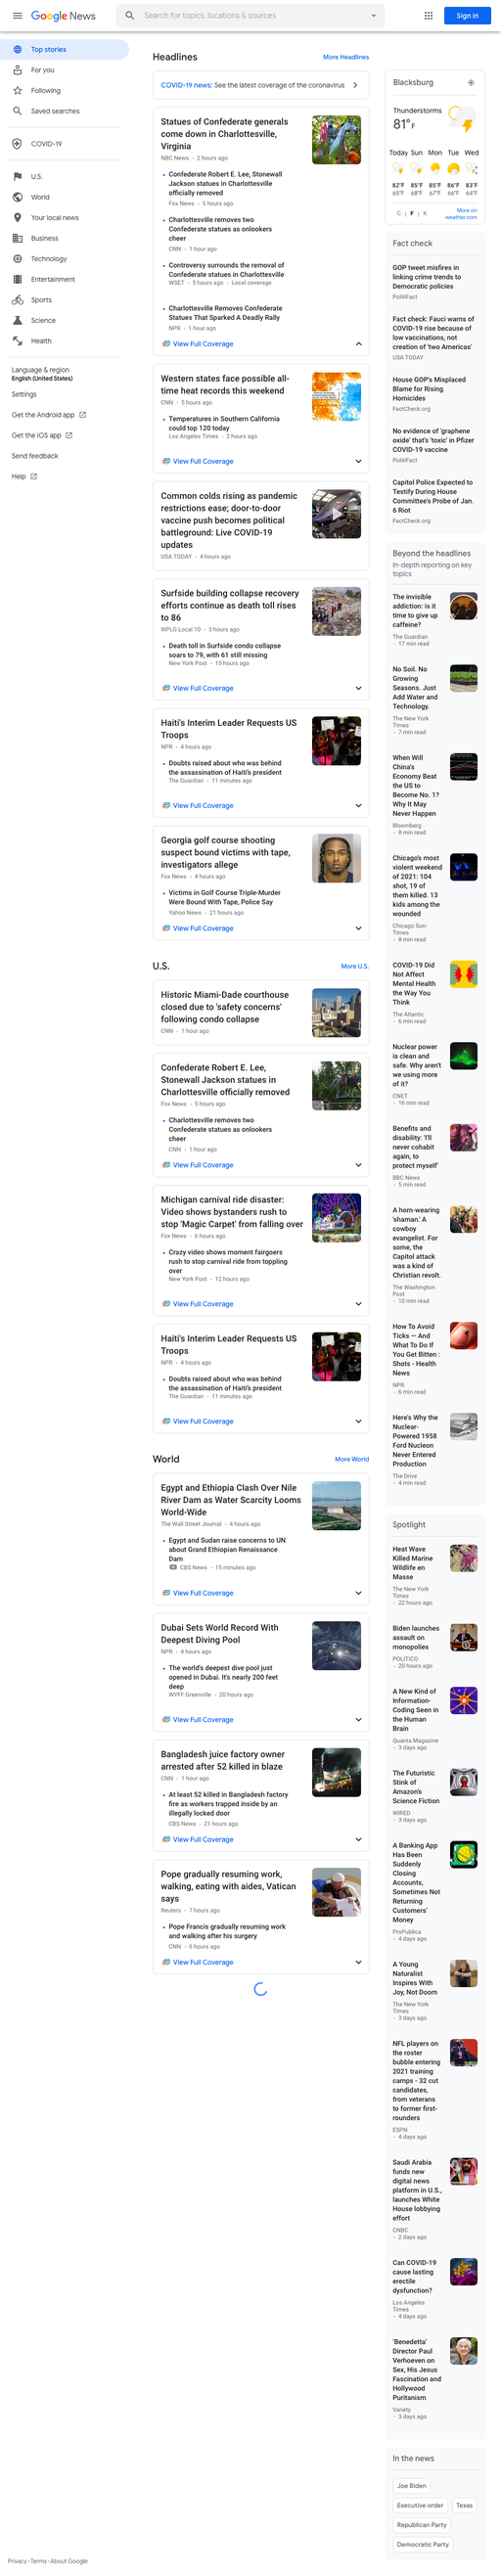 Google News
Search for topics, locations & sources
Sign in
Top stories
For you
Following
Saved searches
COVID-19
U.S.
World
Your local news
Business
Technology
Entertainment
Sports
Science
Health
Language & region
English (United States)
Settings
Get the Android app
Get the iOS app
Send feedback
Help
Headlines
More Headlines
COVID-19 news: See the latest coverage of the coronavirus
Statues of Confederate generals
come down in Charlottesville,
Virginia
NBC News · 2 hours ago
Confederate Robert E. Lee, Stonewall
Jackson statues in Charlottesville
officially removed
Fox News · 5 hours ago
Charlottesville removes two
Confederate statues as onlookers
cheer
CNN · 1 hour ago
Controversy surrounds the removal of
Confederate statues in Charlottesville
WSET · 5 hours ago · Local coverage
Charlottesville Removes Confederate
Statues That Sparked A Deadly Rally
NPR · 1 hour ago
View Full Coverage
Western states face possible all-
time heat records this weekend
CNN · 5 hours ago
Temperatures in Southern California
could top 120 today
Los Angeles Times · 2 hours ago
View Full Coverage
Common colds rising as pandemic
restrictions ease; door-to-door
vaccine push becomes political
battleground: Live COVID-19
updates
USA TODAY · 4 hours ago
Surfside building collapse recovery
efforts continue as death toll rises
to 86
WPLG Local 10 · 3 hours ago
Death toll in Surfside condo collapse
soars to 79, with 61 still missing
New York Post · 15 hours ago
View Full Coverage
Haiti's Interim Leader Requests US
Troops
NPR · 4 hours ago
Doubts raised about who was behind
the assassination of Haiti's president
The Guardian · 11 minutes ago
View Full Coverage
Georgia golf course shooting
suspect bound victims with tape,
investigators allege
Fox News · 4 hours ago
Victims in Golf Course Triple-Murder
Were Bound With Tape, Police Say
Yahoo News · 21 hours ago
View Full Coverage
U.S.
More U.S.
Historic Miami-Dade courthouse
closed due to 'safety concerns'
following condo collapse
CNN · 1 hour ago
Confederate Robert E. Lee,
Stonewall Jackson statues in
Charlottesville officially removed
Fox News · 5 hours ago
Charlottesville removes two
Confederate statues as onlookers
cheer
CNN · 1 hour ago
View Full Coverage
Michigan carnival ride disaster:
Video shows bystanders rush to
stop 'Magic Carpet' from falling over
Fox News · 6 hours ago
Crazy video shows moment fairgoers
rush to stop carnival ride from toppling
over
New York Post · 12 hours ago
View Full Coverage
Haiti's Interim Leader Requests US
Troops
NPR · 4 hours ago
Doubts raised about who was behind
the assassination of Haiti's president
The Guardian · 11 minutes ago
View Full Coverage
World
More World
Egypt and Ethiopia Clash Over Nile
River Dam as Water Scarcity Looms
World-Wide
The Wall Street Journal · 4 hours ago
Egypt and Sudan raise concerns to UN
about Grand Ethiopian Renaissance
Dam
CBS News · 15 minutes ago
View Full Coverage
Dubai Sets World Record With
Deepest Diving Pool
NPR · 4 hours ago
The world's deepest dive pool just
opened in Dubai. It's nearly 200 feet
deep
WYFF Greenville · 20 hours ago
View Full Coverage
Bangladesh juice factory owner
arrested after 52 killed in blaze
CNN · 1 hour ago
At least 52 killed in Bangladesh factory
fire as workers trapped inside by an
illegally locked door
CBS News · 21 hours ago
View Full Coverage
Pope gradually resuming work,
walking, eating with aides, Vatican
says
Reuters · 7 hours ago
Pope Francis gradually resuming work
and walking after his surgery
CNN · 6 hours ago
View Full Coverage
Blacksburg
Thunderstorms
81°F
Today Sun Mon Tue Wed
82°F 85°F 85°F 86°F 83°F
65°F 68°F 67°F 66°F 64°F
C | F | K
More on
weather.com
Fact check
GOP tweet misfires in
linking crime trends to
Democratic policies
PolitiFact
Fact check: Fauci warns of
COVID-19 rise because of
low vaccinations, not
creation of 'two Americas'
USA TODAY
House GOP's Misplaced
Blame for Rising
Homicides
FactCheck.org
No evidence of 'graphene
oxide' that's 'toxic' in Pfizer
COVID-19 vaccine
PolitiFact
Capitol Police Expected to
Testify During House
Committee's Probe of Jan.
6 Riot
FactCheck.org
Beyond the headlines
In-depth reporting on key
topics
The invisible
addiction: is it
time to give up
caffeine?
The Guardian
· 17 min read
No Soil. No
Growing
Seasons. Just
Add Water and
Technology.
The New York
Times
· 7 min read
When Will
China's
Economy Beat
the US to
Become No. 1?
Why It May
Never Happen
Bloomberg
· 8 min read
Chicago's most
violent weekend
of 2021: 104
shot, 19 of
them killed. 13
kids among the
wounded
Chicago Sun-
Times
· 8 min read
COVID-19 Did
Not Affect
Mental Health
the Way You
Think
The Atlantic
· 6 min read
Nuclear power
is clean and
safe. Why aren't
we using more
of it?
CNET
· 16 min read
Benefits and
disability: 'I'll
never cohabit
again, to
protect myself'
BBC News
· 5 min read
A horn-wearing
'shaman.' A
cowboy
evangelist. For
some, the
Capitol attack
was a kind of
Christian revolt.
The Washington
Post
· 10 min read
How To Avoid
Ticks — And
What To Do If
You Get Bitten :
Shots - Health
News
NPR
· 6 min read
Here's Why the
Nuclear-
Powered 1958
Ford Nucleon
Never Entered
Production
The Drive
· 4 min read
Spotlight
Heat Wave
Killed Marine
Wildlife en
Masse
The New York
Times
· 22 hours ago
Biden launches
assault on
monopolies
POLITICO
· 20 hours ago
A New Kind of
Information-
Coding Seen in
the Human
Brain
Quanta Magazine
· 3 days ago
The Futuristic
Stink of
Amazon's
Science Fiction
WIRED
· 3 days ago
A Banking App
Has Been
Suddenly
Closing
Accounts,
Sometimes Not
Returning
Customers'
Money
ProPublica
· 4 days ago
A Young
Naturalist
Inspires With
Joy, Not Doom
The New York
Times
· 3 days ago
NFL players on
the roster
bubble entering
2021 training
camps - 32 cut
candidates,
from veterans
to former first-
rounders
ESPN
· 4 days ago
Saudi Arabia
funds new
digital news
platform in U.S.,
launches White
House lobbying
effort
CNBC
· 2 days ago
Can COVID-19
cause lasting
erectile
dysfunction?
Los Angeles
Times
· 4 days ago
'Benedetta'
Director Paul
Verhoeven on
Sex, His Jesus
Fascination and
Hollywood
Puritanism
Variety
· 3 days ago
In the news
Joe Biden
Executive order
Texas
Republican Party
Democratic Party
Privacy · Terms · About Google